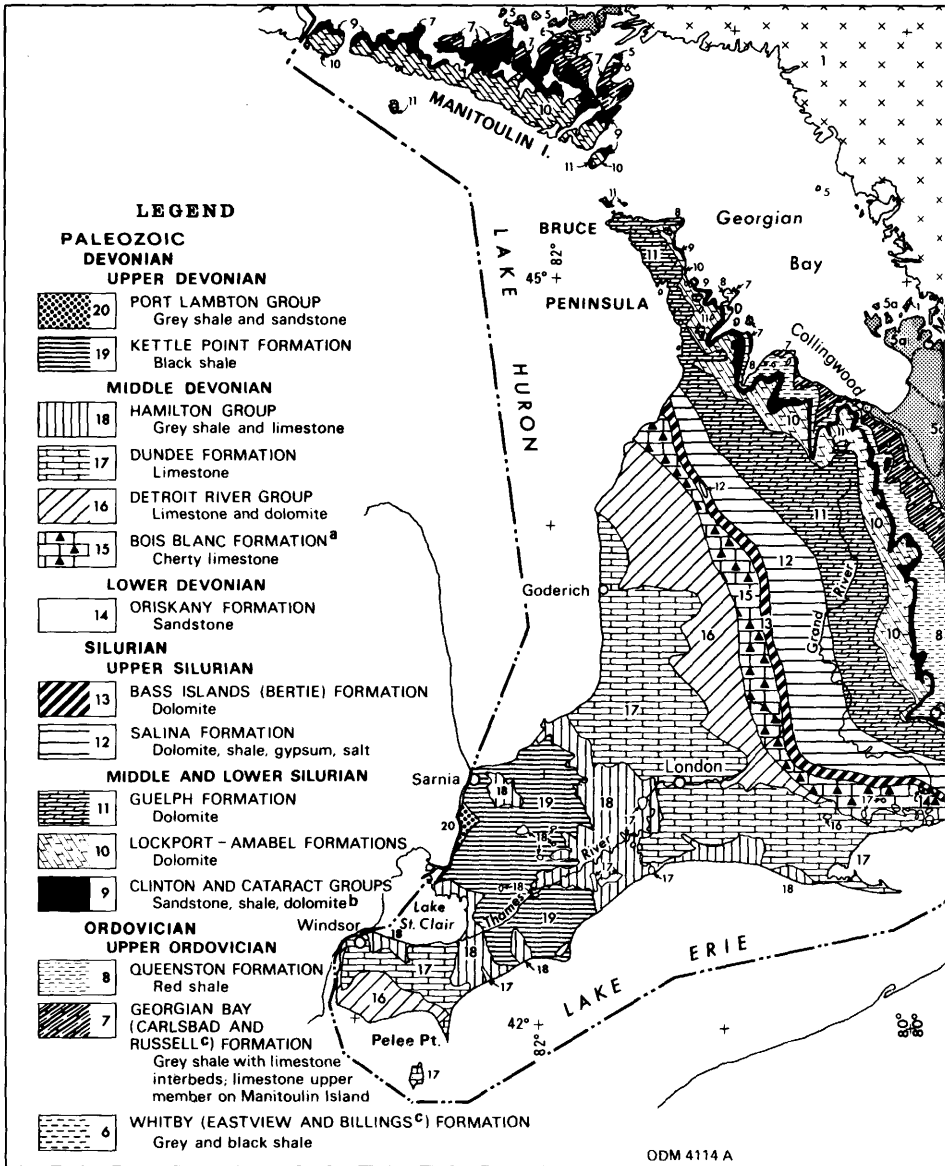 LEGEND
PALEOZOIC
DEVONIAN
UPPER DEVONIAN
20 PORT LAMBTON GROUP
Grey shale and sandstone
19 KETTLE POINT FORMATION
Black shale
MIDDLE DEVONIAN
18 HAMILTON GROUP
Grey shale and limestone
17 DUNDEE FORMATION
Limestone
16 DETROIT RIVER GROUP
Limestone and dolomite
15 BOIS BLANC FORMATIONᵃ
Cherty limestone
LOWER DEVONIAN
14 ORISKANY FORMATION
Sandstone
SILURIAN
UPPER SILURIAN
13 BASS ISLANDS (BERTIE) FORMATION
Dolomite
12 SALINA FORMATION
Dolomite, shale, gypsum, salt
MIDDLE AND LOWER SILURIAN
11 GUELPH FORMATION
Dolomite
10 LOCKPORT - AMABEL FORMATIONS
Dolomite
9 CLINTON AND CATARACT GROUPS
Sandstone, shale, dolomiteᵇ
ORDOVICIAN
UPPER ORDOVICIAN
8 QUEENSTON FORMATION
Red shale
7 GEORGIAN BAY
(CARLSBAD AND
RUSSELLᶜ) FORMATION
Grey shale with limestone
interbeds; limestone upper
member on Manitoulin Island
6 WHITBY (EASTVIEW AND BILLINGSᶜ) FORMATION
Grey and black shale
MANITOULIN I.
LAKE HURON
BRUCE
PENINSULA
82°
45°
Georgian
Bay
Collingwood
Goderich
Grand River
Sarnia
London
Thames River
Lake
St. Clair
Windsor
Pelee Pt.
LAKE ERIE
42°
82°
80°
ODM 4114 A